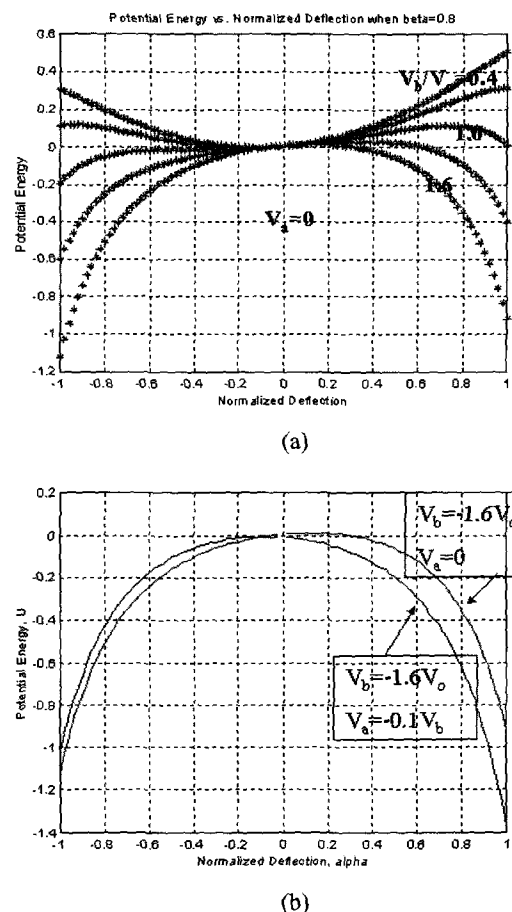 Potential Energy vs. Normalized Deflection when beta=0.8
0.6
0.4
0.2
0
-0.2
-0.4
-0.6
-0.8
-1
-1.2
Potential Energy
V_b/V =0.4
1.0
1.6
V_a=0
-1 -0.8 -0.6 -0.4 -0.2 0 0.2 0.4 0.6 0.8 1
Normalized Deflection
(a)
0.2
0
-0.2
-0.4
-0.6
-0.8
-1
-1.2
-1.4
Potential Energy, U
V_b=-1.6V_o
V_a=0
V_b=-1.6V_o
V_a=-0.1V_b
-1 -0.8 -0.6 -0.4 -0.2 0 0.2 0.4 0.6 0.8 1
Normalized Deflection, alpha
(b)